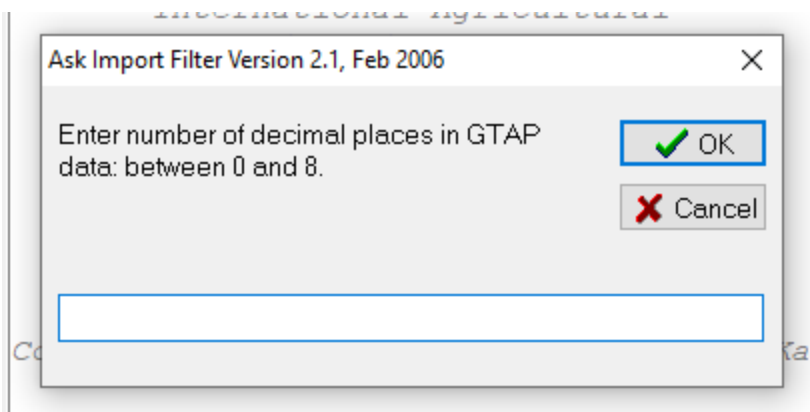 International Agricultural
Ask Import Filter Version 2.1, Feb 2006
Enter number of decimal places in GTAP
data: between 0 and 8.
OK
Cancel